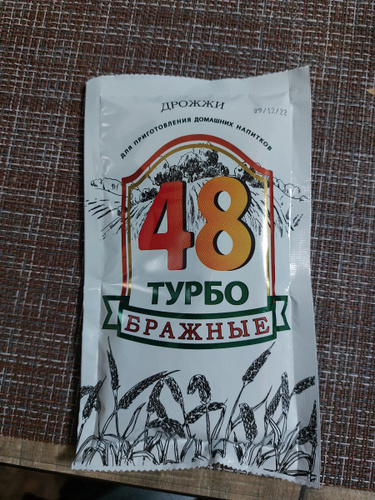 ДРОЖЖИ
09/12/22
ДЛЯ ПРИГОТОВЛЕНИЯ ДОМАШНИХ НАПИТКОВ
48
ТУРБО
БРАЖНЫЕ